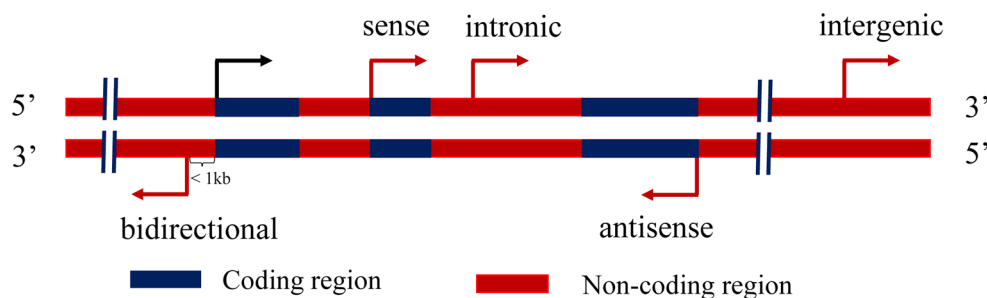 sense intronic intergenic
5’ 3’
3’ 5’
< 1kb
bidirectional antisense
Coding region Non-coding region